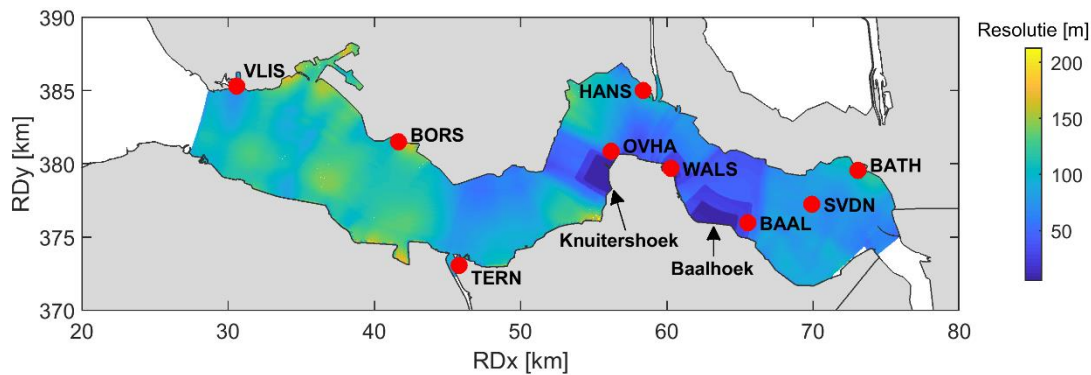 390
385
380
375
370
RDy [km]
20 30 40 50 60 70 80
RDx [km]
VLIS
BORS
TERN
HANS
OVHA
WALS
BAAL
SVDN
BATH
Knuitershoek
Baalhoek
Resolutie [m]
200
150
100
50